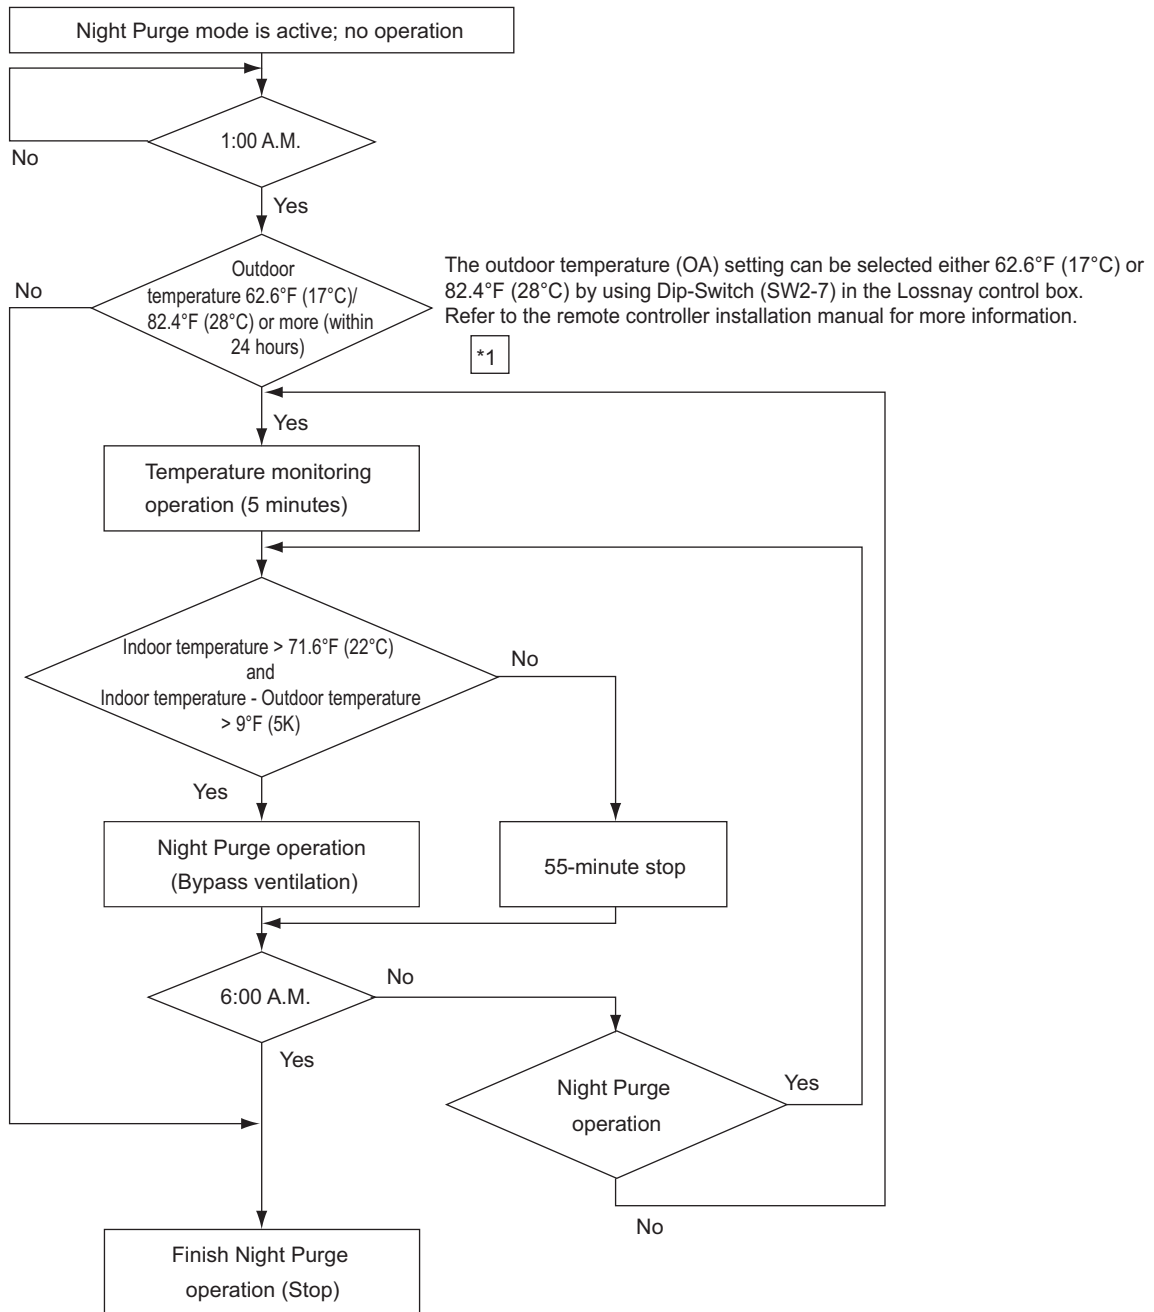 Night Purge mode is active; no operation
1:00 A.M.
No
Yes
Outdoor
temperature 62.6°F (17°C)/
82.4°F (28°C) or more (within
24 hours)
No
The outdoor temperature (OA) setting can be selected either 62.6°F (17°C) or
82.4°F (28°C) by using Dip-Switch (SW2-7) in the Lossnay control box.
Refer to the remote controller installation manual for more information.
*1
Yes
Temperature monitoring
operation (5 minutes)
Indoor temperature > 71.6°F (22°C)
and
Indoor temperature - Outdoor temperature
> 9°F (5K)
No
Yes
Night Purge operation
(Bypass ventilation)
55-minute stop
6:00 A.M.
No
Yes
Night Purge
operation
Yes
No
Finish Night Purge
operation (Stop)